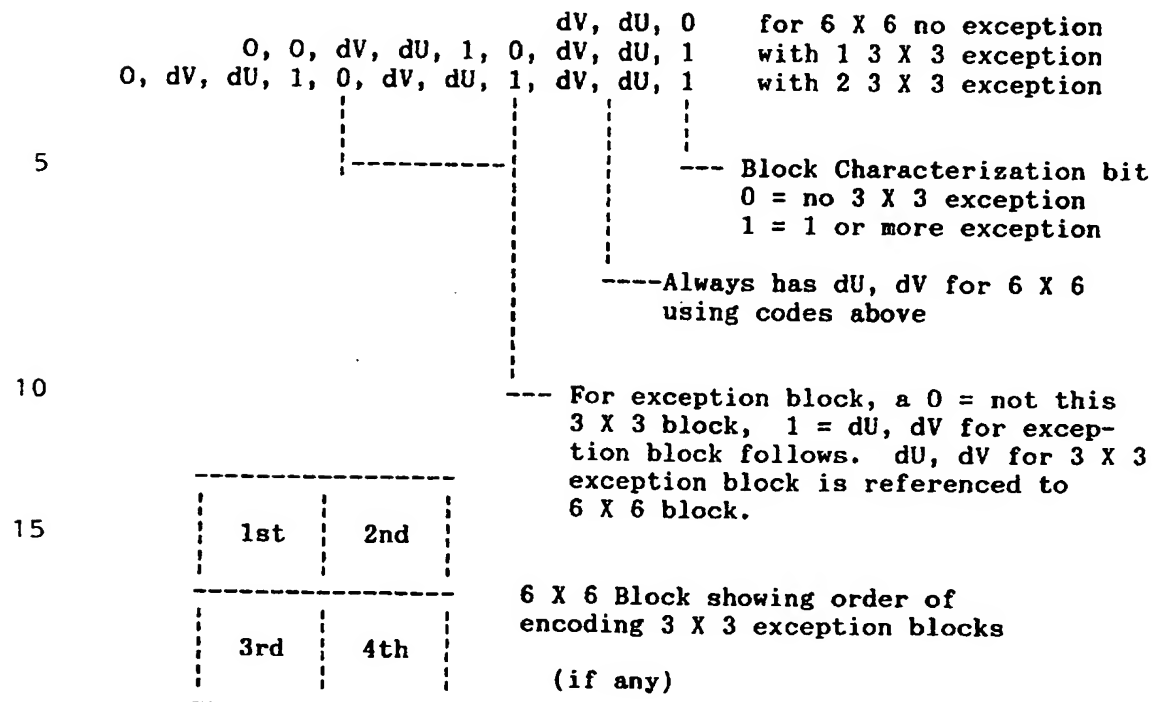 dV, dU, 0 for 6 X 6 no exception
0, 0, dV, dU, 1, 0, dV, dU, 1 with 1 3 X 3 exception
0, dV, dU, 1, 0, dV, dU, 1, dV, dU, 1 with 2 3 X 3 exception
5
--- Block Characterization bit
0 = no 3 X 3 exception
1 = 1 or more exception
----Always has dU, dV for 6 X 6
using codes above
10
--- For exception block, a 0 = not this
3 X 3 block, 1 = dU, dV for excep-
tion block follows. dU, dV for 3 X 3
exception block is referenced to
6 X 6 block.
15
1st 2nd
6 X 6 Block showing order of
encoding 3 X 3 exception blocks
3rd 4th
(if any)